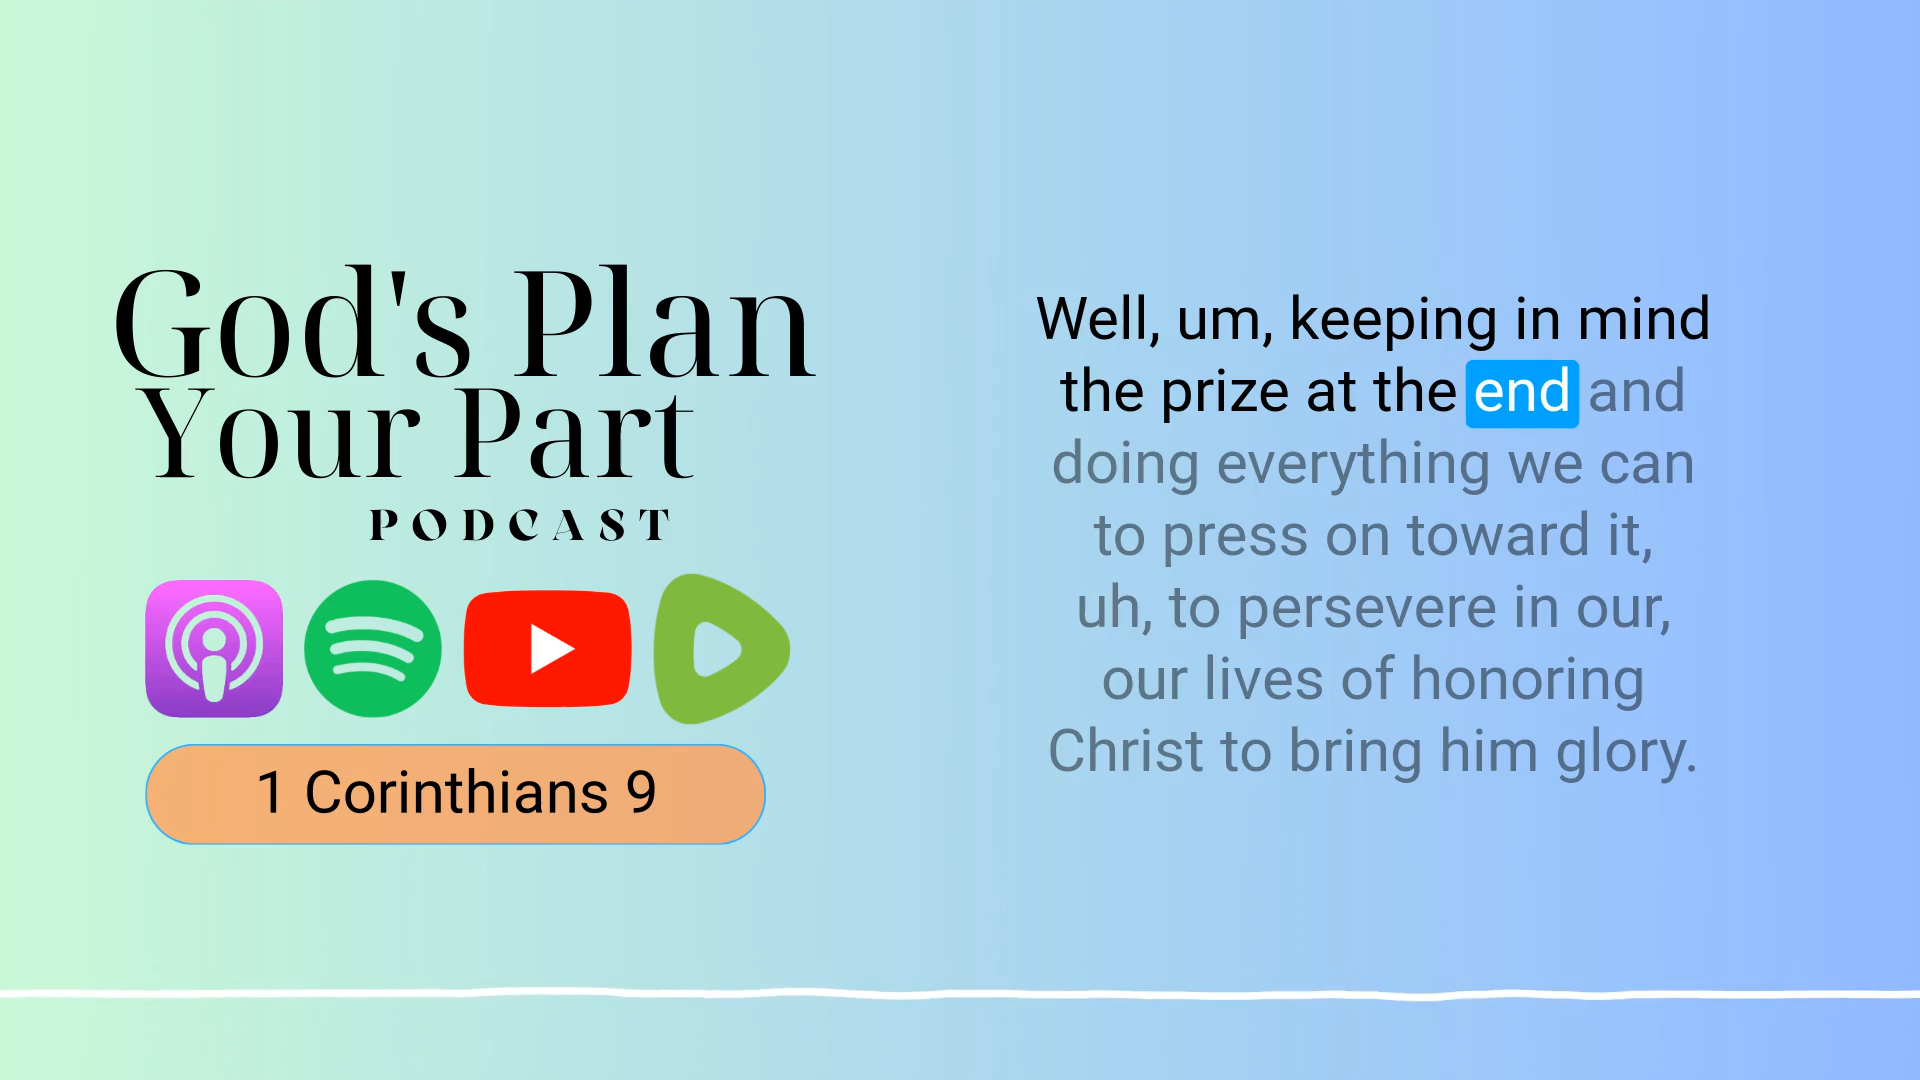 God's Plan
Your Part
PODCAST
1 Corinthians 9
Well, um, keeping in mind
the prize at the end and
doing everything we can
to press on toward it,
uh, to persevere in our,
our lives of honoring
Christ to bring him glory.